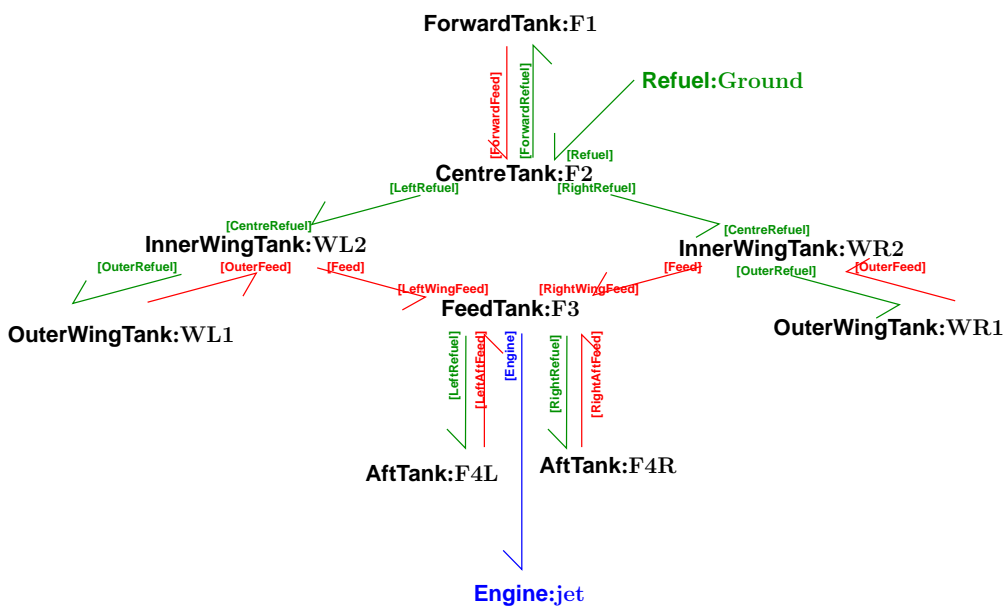 ForwardTank:F1
[ForwardFeed]
[ForwardRefuel]
Refuel:Ground
[Refuel]
CentreTank:F2
[LeftRefuel]
[RightRefuel]
[CentreRefuel]
[CentreRefuel]
InnerWingTank:WL2
InnerWingTank:WR2
[OuterRefuel]
[OuterFeed]
[Feed]
[Feed]
[OuterRefuel]
[OuterFeed]
[LeftWingFeed]
[RightWingFeed]
FeedTank:F3
OuterWingTank:WL1
OuterWingTank:WR1
[LeftRefuel]
[LeftAftFeed]
[Engine]
[RightRefuel]
[RightAftFeed]
AftTank:F4L
AftTank:F4R
Engine:jet